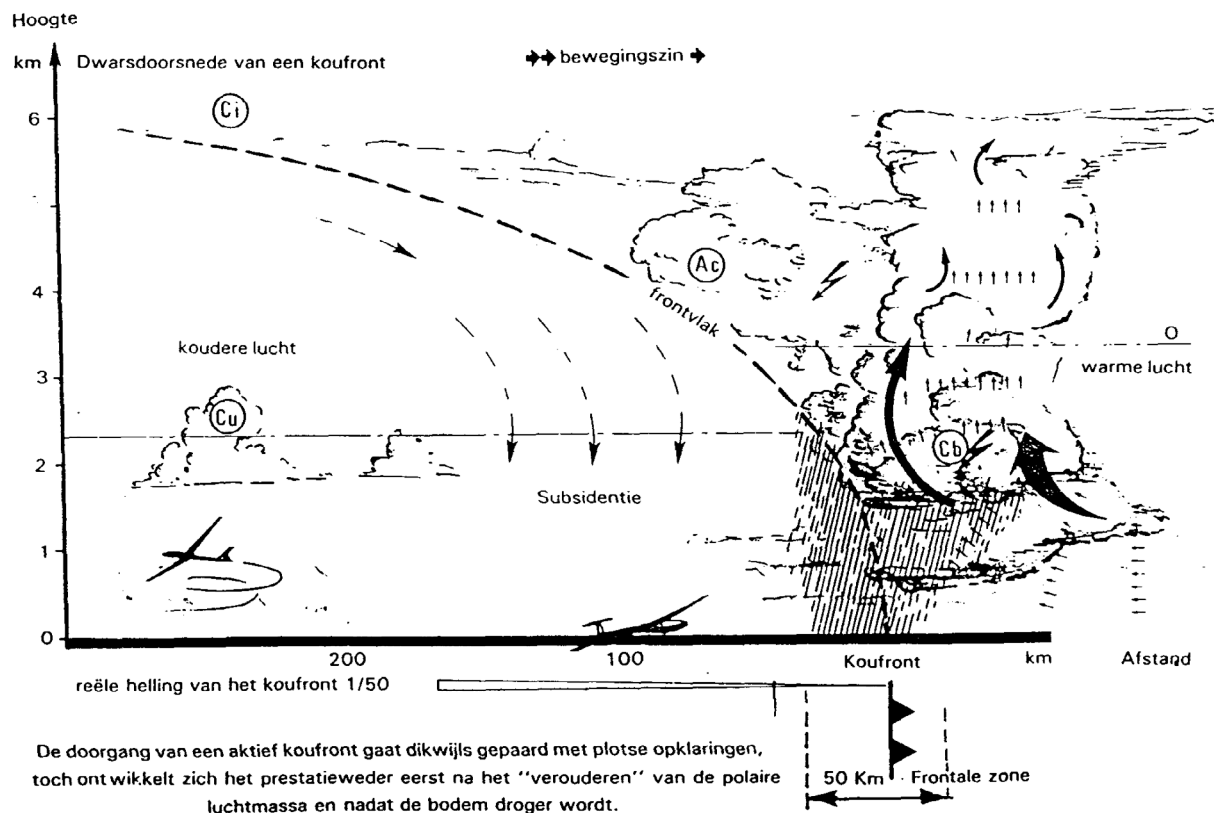 Hoogte
km
Dwarsdoorsnede van een koufront
bewegingszin
Ci
6
Ac
4
frontvlak
O
koudere lucht
3
warme lucht
Cu
Cb
2
Subsidentie
1
0
200
100
Koufront
km
Afstand
reële helling van het koufront 1/50
De doorgang van een aktief koufront gaat dikwijls gepaard met plotse opklaringen,
toch ontwikkelt zich het prestatieweder eerst na het "verouderen" van de polaire
luchtmassa en nadat de bodem droger wordt.
50 Km
Frontale zone